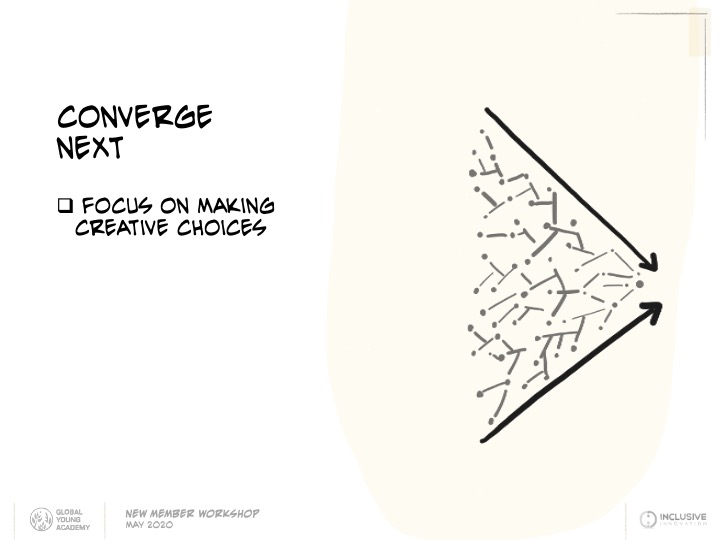 CONVERGE
NEXT
❑ FOCUS ON MAKING
CREATIVE CHOICES
GLOBAL
YOUNG
ACADEMY
NEW MEMBER WORKSHOP
MAY 2020
INCLUSIVE
INNOVATION